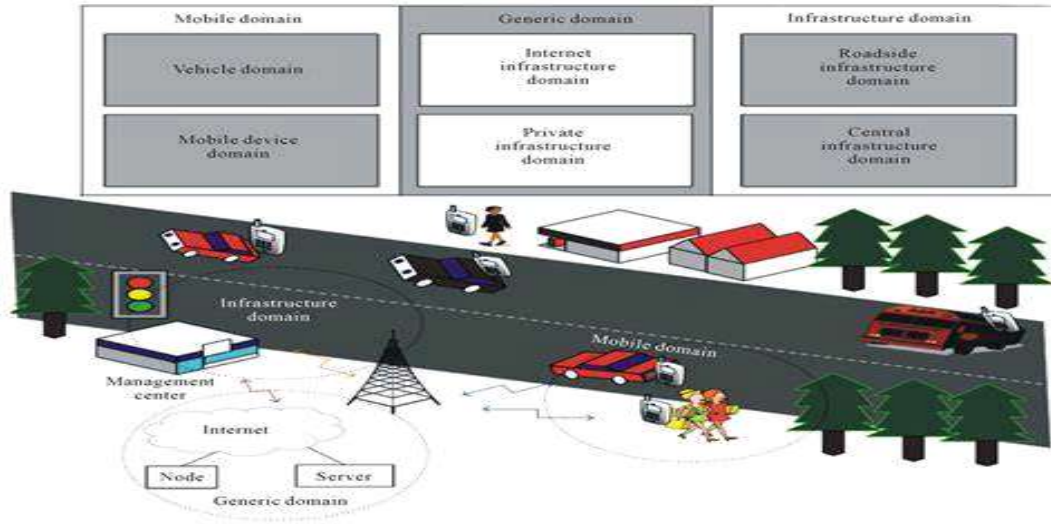 Mobile domain
Generic domain
Infrastructure domain
Vehicle domain
Internet
infrastructure
domain
Roadside
infrastructure
domain
Mobile device
domain
Private
infrastructure
domain
Central
infrastructure
domain
Infrastructure
domain
Mobile domain
Management
center
Internet
Node
Server
Generic domain